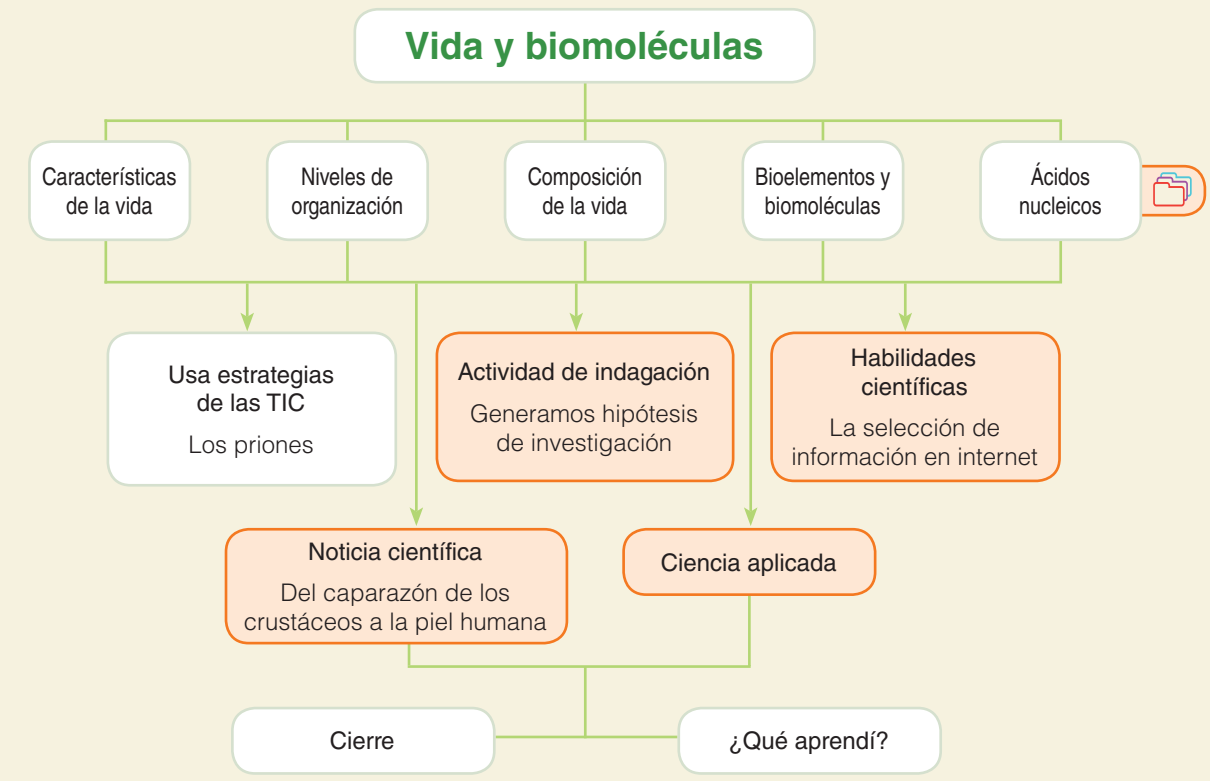 Vida y biomoléculas
Características
de la vida
Niveles de
organización
Composición
de la vida
Bioelementos y
biomoléculas
Ácidos
nucleicos
Usa estrategias
de las TIC
Los priones
Actividad de indagación
Generamos hipótesis
de investigación
Habilidades
científicas
La selección de
información en internet
Noticia científica
Del caparazón de los
crustáceos a la piel humana
Ciencia aplicada
Cierre
¿Qué aprendí?